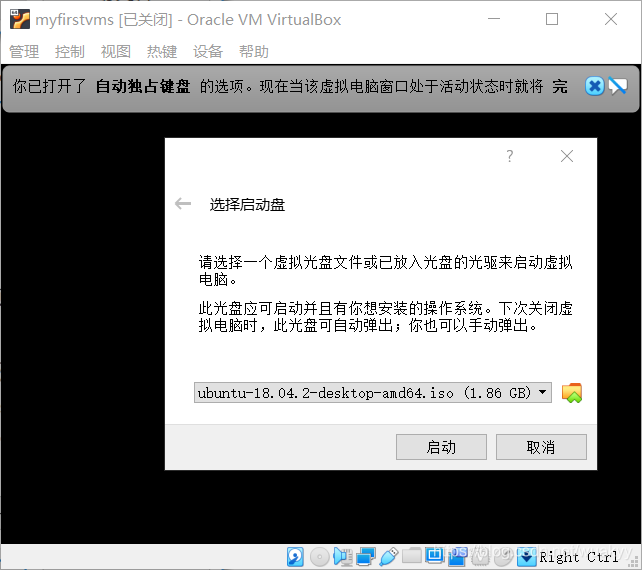 myfirstvms [已关闭] - Oracle VM VirtualBox
管理 控制 视图 热键 设备 帮助
你已打开了 自动独占键盘 的选项。现在当该虚拟电脑窗口处于活动状态时就将 完
?
选择启动盘
请选择一个虚拟光盘文件或已放入光盘的光驱来启动虚拟
电脑。
此光盘应可启动并且有你想安装的操作系统。下次关闭虚
拟电脑时，此光盘可自动弹出；你也可以手动弹出。
ubuntu-18.04.2-desktop-amd64.iso (1.86 GB)
启动 取消
Right Ctrl